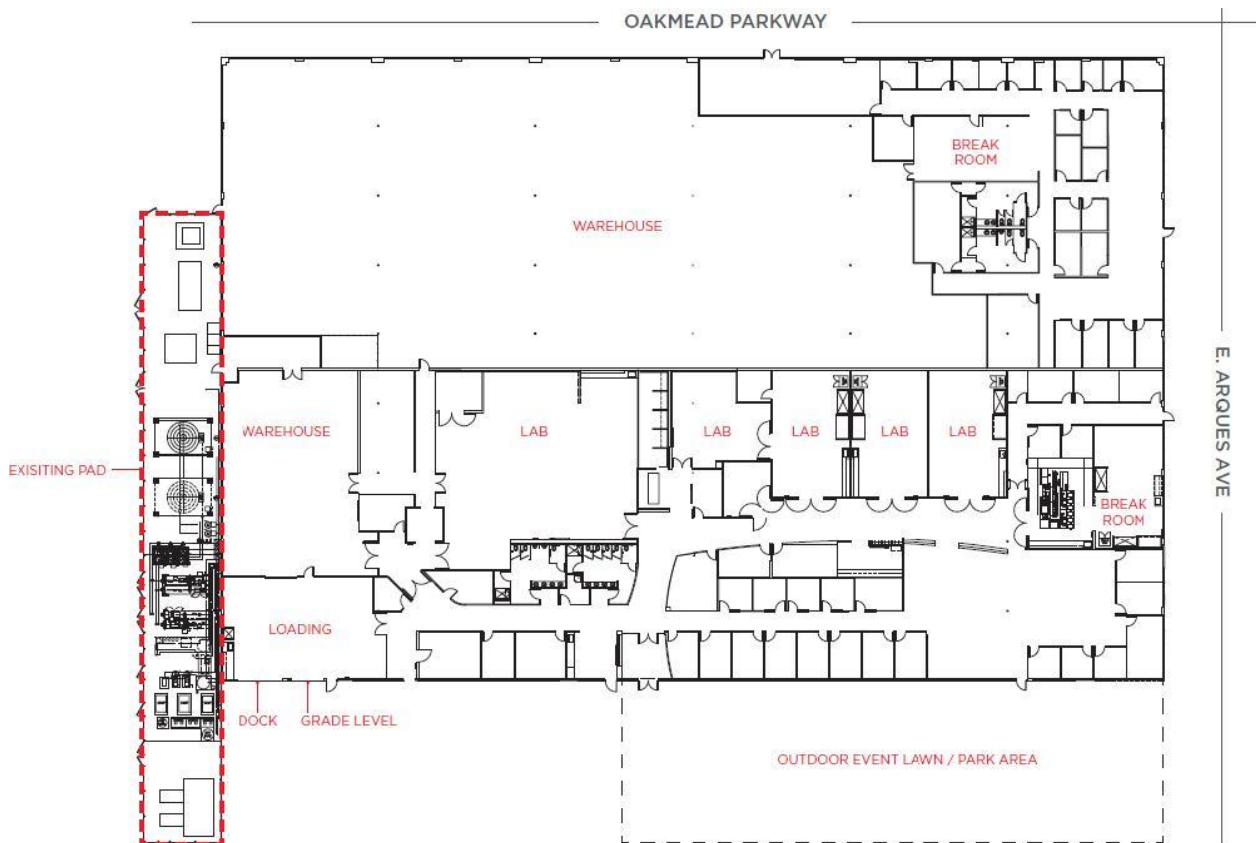 OAKMEAD PARKWAY
BREAK
ROOM
WAREHOUSE
E. ARQUES AVE
WAREHOUSE
LAB
LAB
LAB
LAB
LAB
EXISITING PAD
BREAK
ROOM
LOADING
DOCK
GRADE LEVEL
OUTDOOR EVENT LAWN / PARK AREA